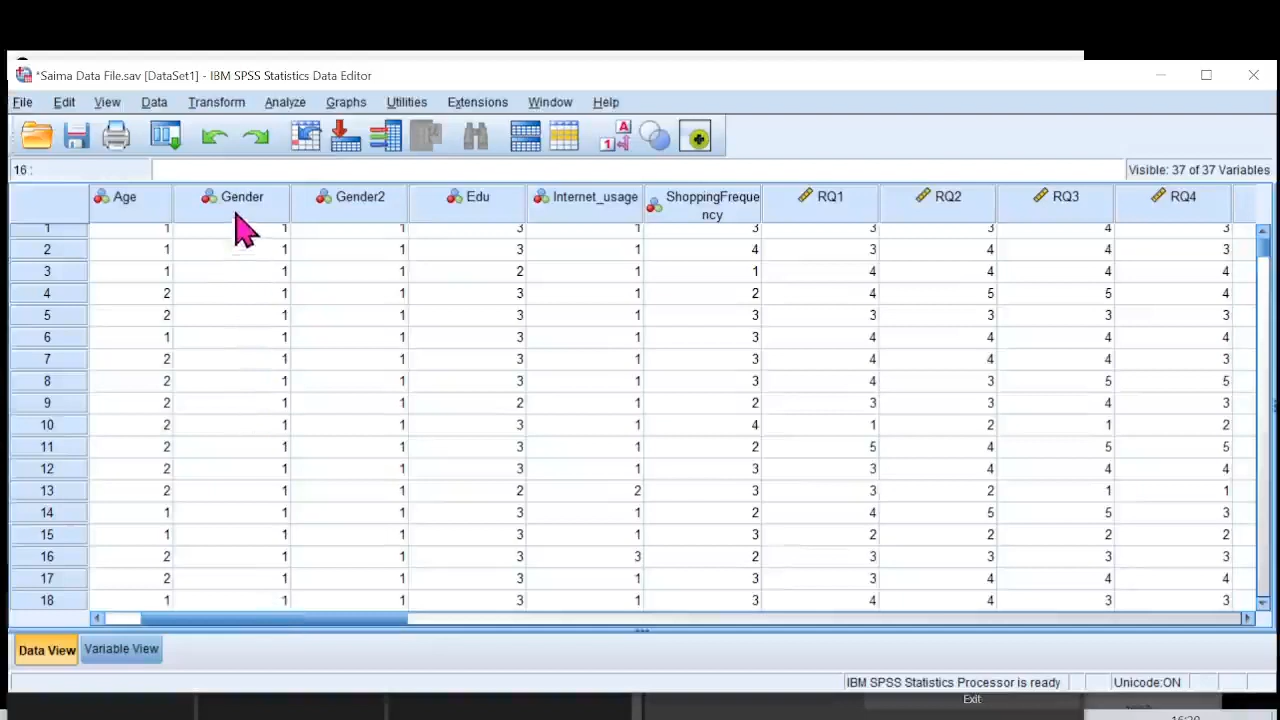 *Saima Data File.sav [DataSet1] - IBM SPSS Statistics Data Editor
File Edit View Data Transform Analyze Graphs Utilities Extensions Window Help
16 :
Visible: 37 of 37 Variables
Age Gender Gender2 Edu Internet_usage ShoppingFreque RQ1 RQ2 RQ3 RQ4
ncy
1 1 1 1 3 1 3 3 3 4 3
2 1 1 1 3 1 4 3 4 4 3
3 1 1 1 2 1 1 4 4 4 4
4 2 1 1 3 1 2 4 5 5 4
5 2 1 1 3 1 3 3 3 3 3
6 1 1 1 3 1 3 4 4 4 4
7 2 1 1 3 1 3 4 4 4 3
8 2 1 1 3 1 3 4 3 5 5
9 2 1 1 2 1 2 3 3 4 3
10 2 1 1 3 1 4 1 2 1 2
11 2 1 1 3 1 2 5 4 5 5
12 2 1 1 3 1 3 3 4 4 4
13 2 1 1 2 2 3 3 2 1 1
14 1 1 1 3 1 2 4 5 5 3
15 1 1 1 3 1 3 2 2 2 2
16 2 1 1 3 3 2 3 3 3 3
17 2 1 1 3 1 3 3 4 4 4
18 1 1 1 3 1 3 4 4 3 3
Data View Variable View
IBM SPSS Statistics Processor is ready Unicode:ON
Exit